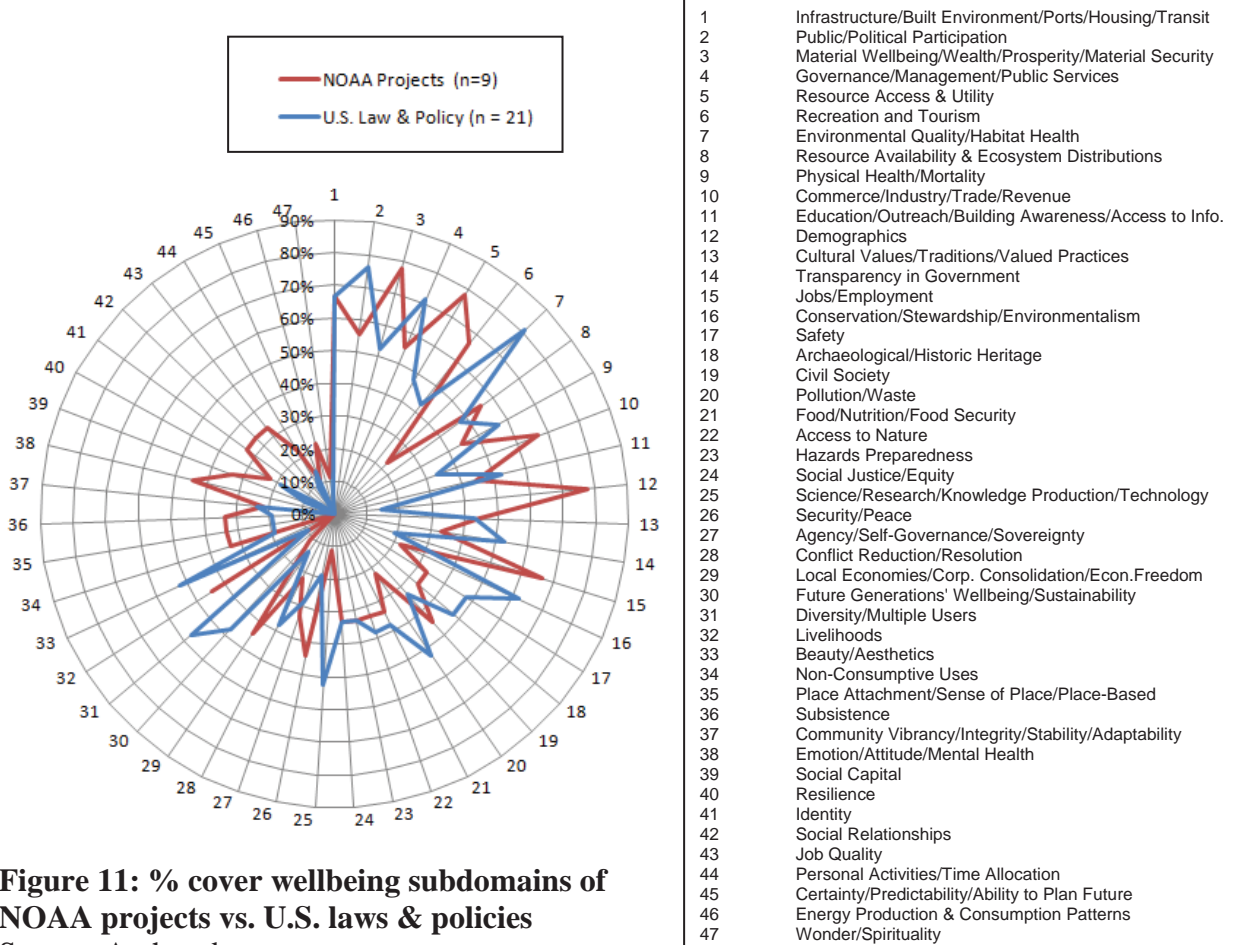 NOAA Projects (n=9)
U.S. Law & Policy (n = 21)
1
2
3
4
5
6
7
8
9
10
11
12
13
14
15
16
17
18
19
20
21
22
23
24
25
26
27
28
29
30
31
32
33
34
35
36
37
38
39
40
41
42
43
44
45
46
47
90%
80%
70%
60%
50%
40%
30%
20%
10%
0%
Figure 11: % cover wellbeing subdomains of
NOAA projects vs. U.S. laws & policies
1 Infrastructure/Built Environment/Ports/Housing/Transit
2 Public/Political Participation
3 Material Wellbeing/Wealth/Prosperity/Material Security
4 Governance/Management/Public Services
5 Resource Access & Utility
6 Recreation and Tourism
7 Environmental Quality/Habitat Health
8 Resource Availability & Ecosystem Distributions
9 Physical Health/Mortality
10 Commerce/Industry/Trade/Revenue
11 Education/Outreach/Building Awareness/Access to Info.
12 Demographics
13 Cultural Values/Traditions/Valued Practices
14 Transparency in Government
15 Jobs/Employment
16 Conservation/Stewardship/Environmentalism
17 Safety
18 Archaeological/Historic Heritage
19 Civil Society
20 Pollution/Waste
21 Food/Nutrition/Food Security
22 Access to Nature
23 Hazards Preparedness
24 Social Justice/Equity
25 Science/Research/Knowledge Production/Technology
26 Security/Peace
27 Agency/Self-Governance/Sovereignty
28 Conflict Reduction/Resolution
29 Local Economies/Corp. Consolidation/Econ.Freedom
30 Future Generations' Wellbeing/Sustainability
31 Diversity/Multiple Users
32 Livelihoods
33 Beauty/Aesthetics
34 Non-Consumptive Uses
35 Place Attachment/Sense of Place/Place-Based
36 Subsistence
37 Community Vibrancy/Integrity/Stability/Adaptability
38 Emotion/Attitude/Mental Health
39 Social Capital
40 Resilience
41 Identity
42 Social Relationships
43 Job Quality
44 Personal Activities/Time Allocation
45 Certainty/Predictability/Ability to Plan Future
46 Energy Production & Consumption Patterns
47 Wonder/Spirituality